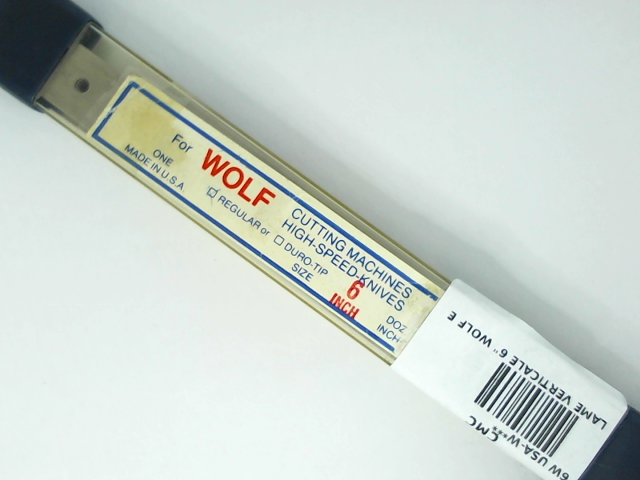 For WOLF CUTTING MACHINES
HIGH-SPEED-KNIVES
ONE
MADE IN U.S.A.
☑ REGULAR or ☐ DURO-TIP
SIZE
6
INCH
DOZ
INCH
LAME VERTICALE 6" WOLF E
CMC
6W USA-W